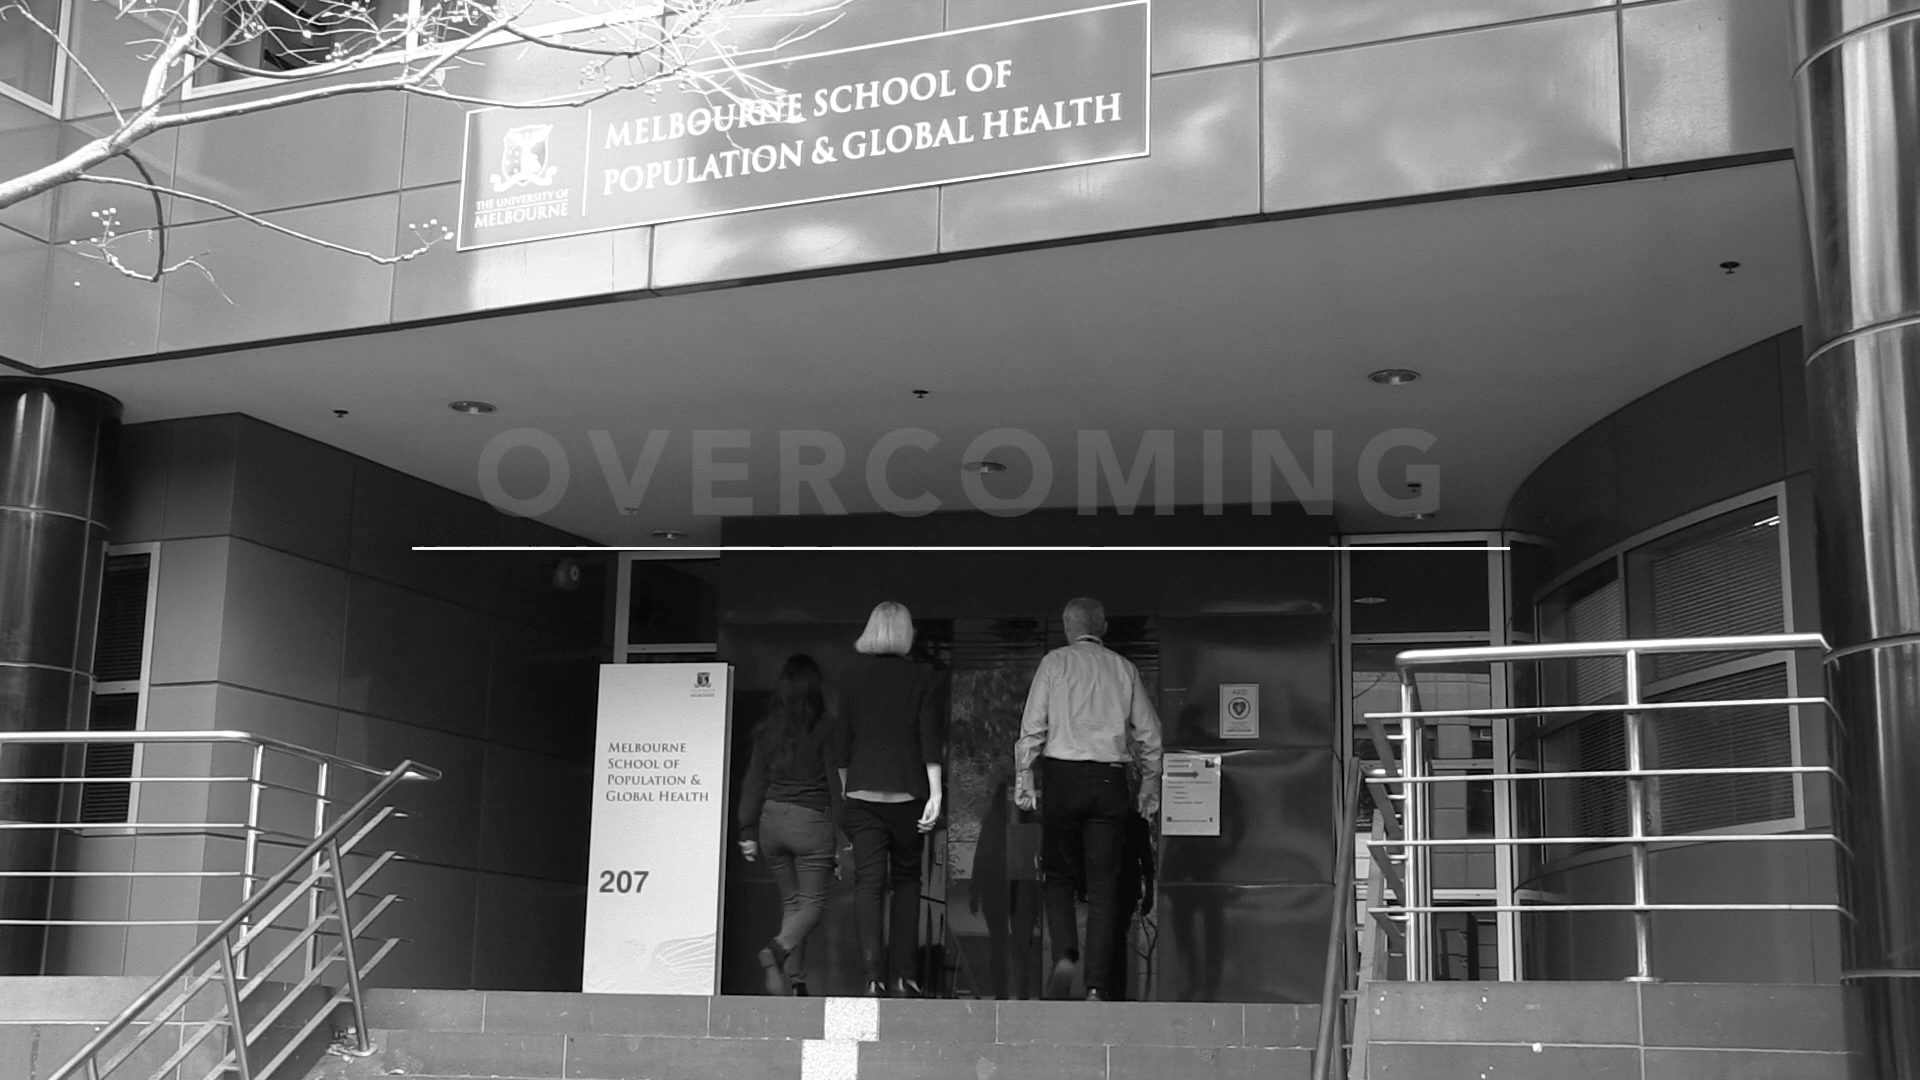 MELBOURNE SCHOOL OF
POPULATION & GLOBAL HEALTH
THE UNIVERSITY OF
MELBOURNE
OVERCOMING
MELBOURNE
SCHOOL OF
POPULATION &
GLOBAL HEALTH
207
AED